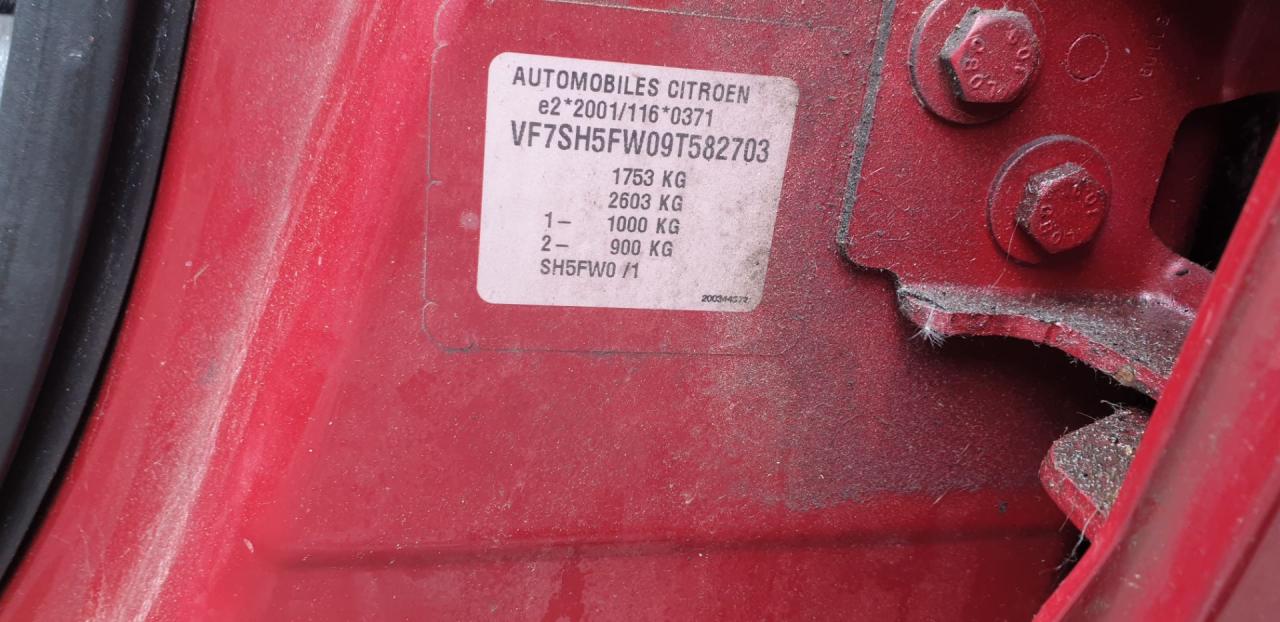 AUTOMOBILES CITROEN
e2*2001/116*0371
VF7SH5FW09T582703
1753 KG
2603 KG
1– 1000 KG
2– 900 KG
SH5FW0 /1